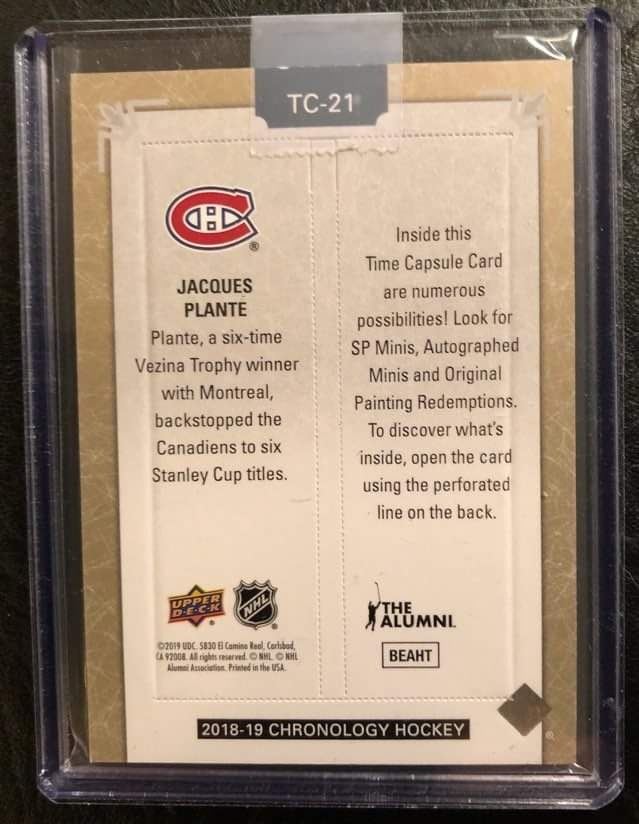 TC-21
JACQUES
PLANTE
Plante, a six-time
Vezina Trophy winner
with Montreal,
backstopped the
Canadiens to six
Stanley Cup titles.
Inside this
Time Capsule Card
are numerous
possibilities! Look for
SP Minis, Autographed
Minis and Original
Painting Redemptions.
To discover what's
inside, open the card
using the perforated
line on the back.
UPPER
D·E·C·K
NHL
©2019 UDC. 5830 El Camino Real, Carlsbad,
CA 92008. All rights reserved. © NHL. © NHL
Alumni Association. Printed in the USA.
THE
ALUMNI
BEAHT
2018-19 CHRONOLOGY HOCKEY